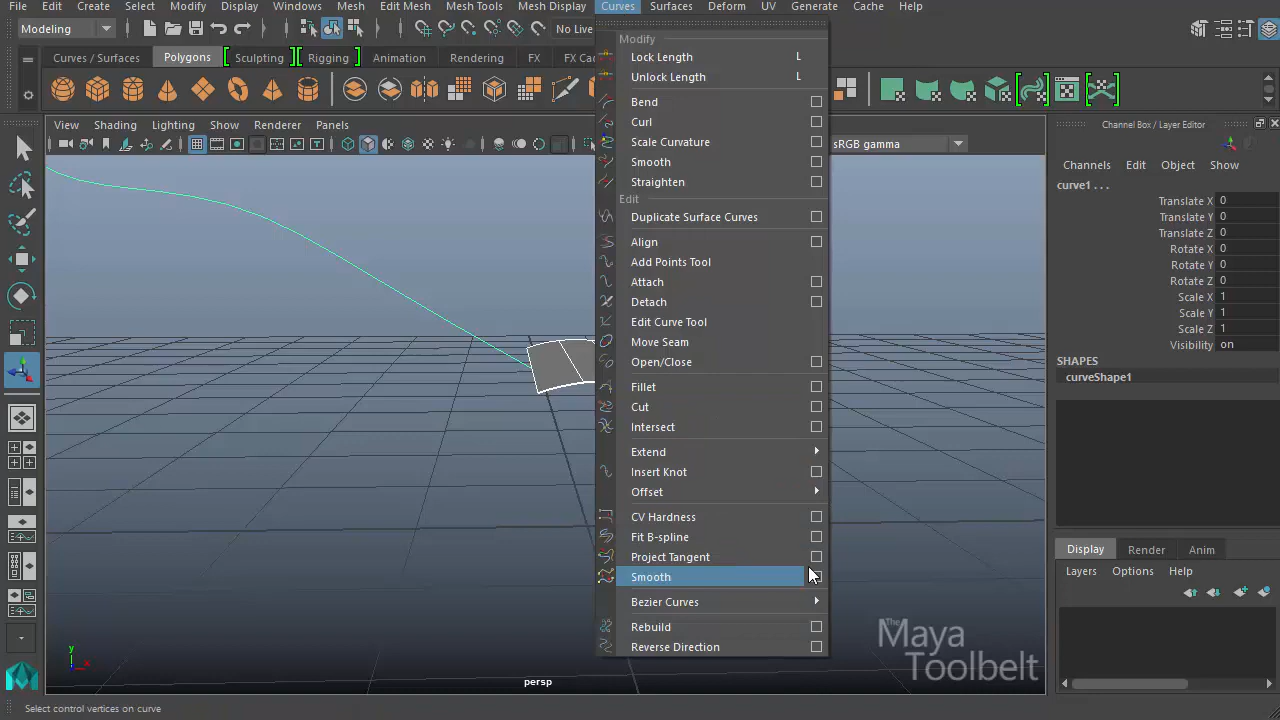 File Edit Create Select Modify Display Windows Mesh Edit Mesh Mesh Tools Mesh Display Curves Surfaces Deform UV Generate Cache Help
Modeling
No Live
Curves / Surfaces Polygons Sculpting Rigging Animation Rendering FX FX Cac
View Shading Lighting Show Renderer Panels
sRGB gamma
Modify
Lock Length L
Unlock Length L
Bend
Curl
Scale Curvature
Smooth
Straighten
Edit
Duplicate Surface Curves
Align
Add Points Tool
Attach
Detach
Edit Curve Tool
Move Seam
Open/Close
Fillet
Cut
Intersect
Extend
Insert Knot
Offset
CV Hardness
Fit B-spline
Project Tangent
Smooth
Bezier Curves
Rebuild
Reverse Direction
Channel Box / Layer Editor
Channels Edit Object Show
curve1 . . .
Translate X 0
Translate Y 0
Translate Z 0
Rotate X 0
Rotate Y 0
Rotate Z 0
Scale X 1
Scale Y 1
Scale Z 1
Visibility on
SHAPES
curveShape1
Display Render Anim
Layers Options Help
y
x
persp
The
Maya
Toolbelt
Select control vertices on curve